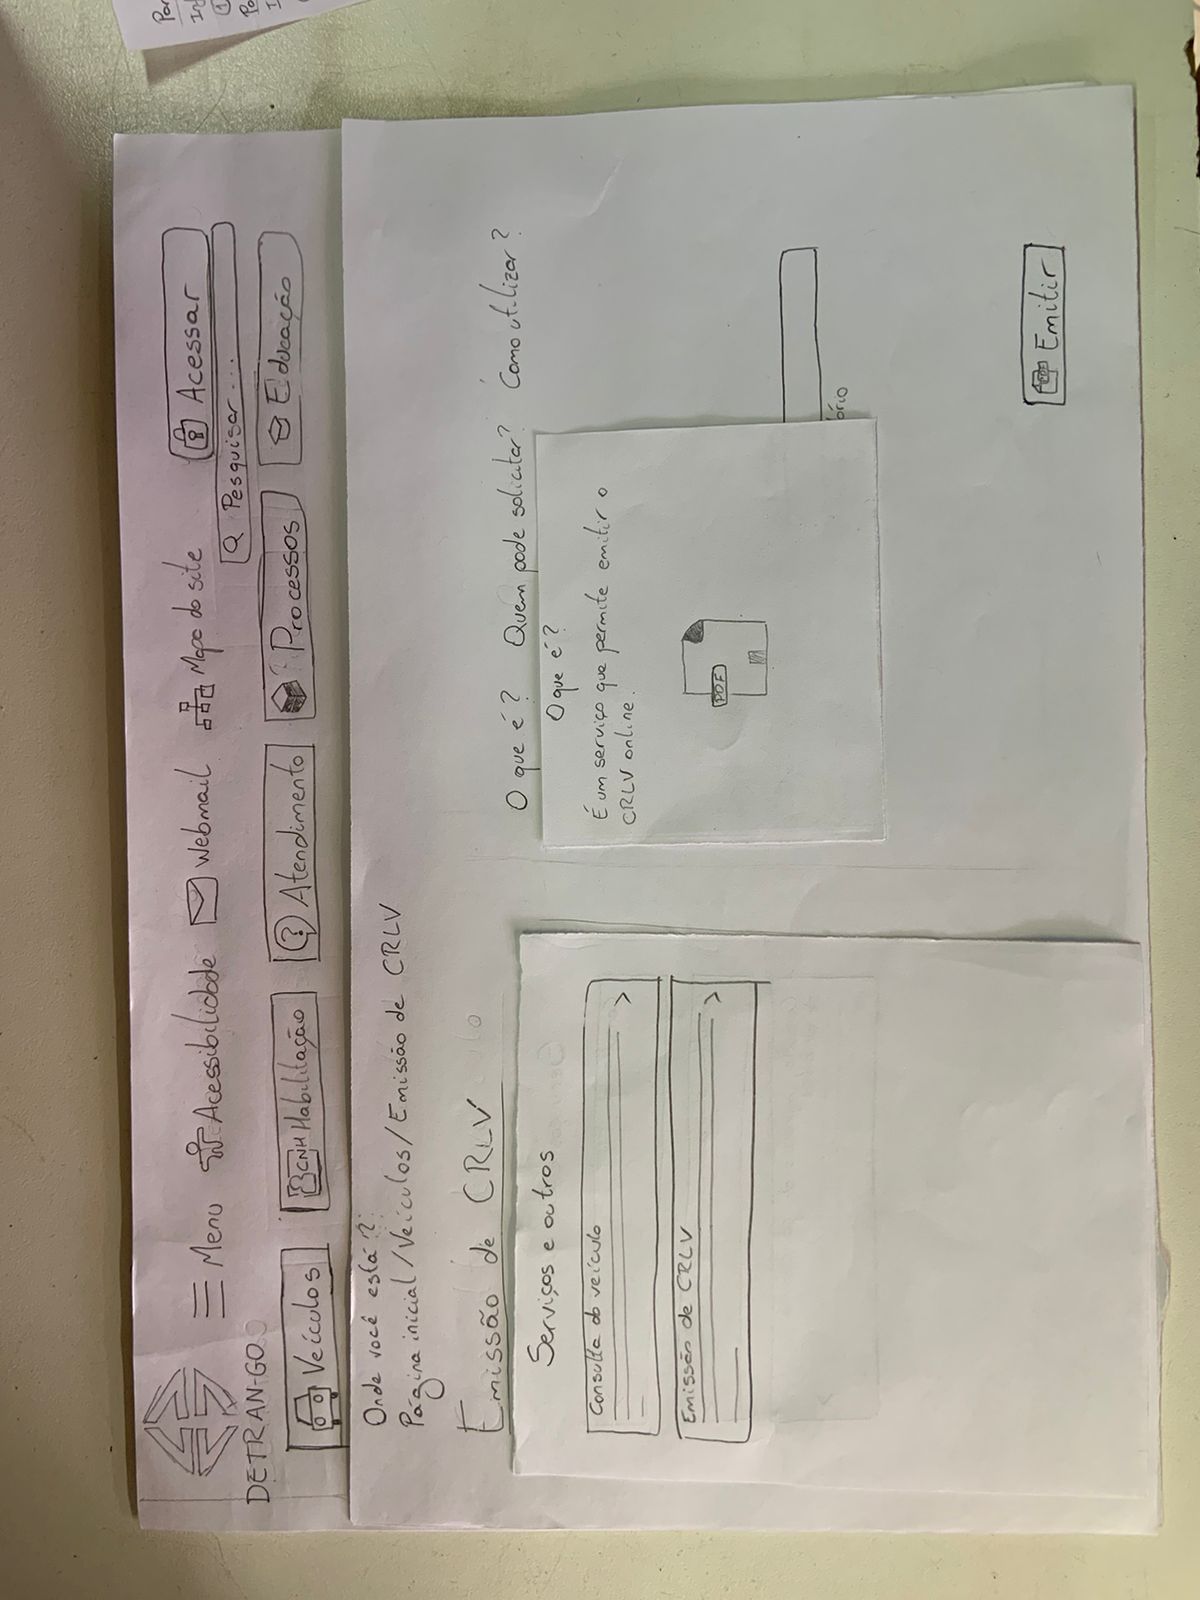 Menu
Acessibilidade
Webmail
Mapa do site
Acessar
Pesquisar...
DETRAN-GO
Veículos
CNH Habilitação
Atendimento
Processos
Educação
Onde você está?
Página inicial/Veículos/Emissão de CRLV
Emissão de CRLV
O que é? Quem pode solicitar? Como utilizar?
Serviços e outros
Consulta do veículo
Emissão de CRLV
O que é?
É um serviço que permite emitir o
CRLV online.
PDF
ório
Emitir